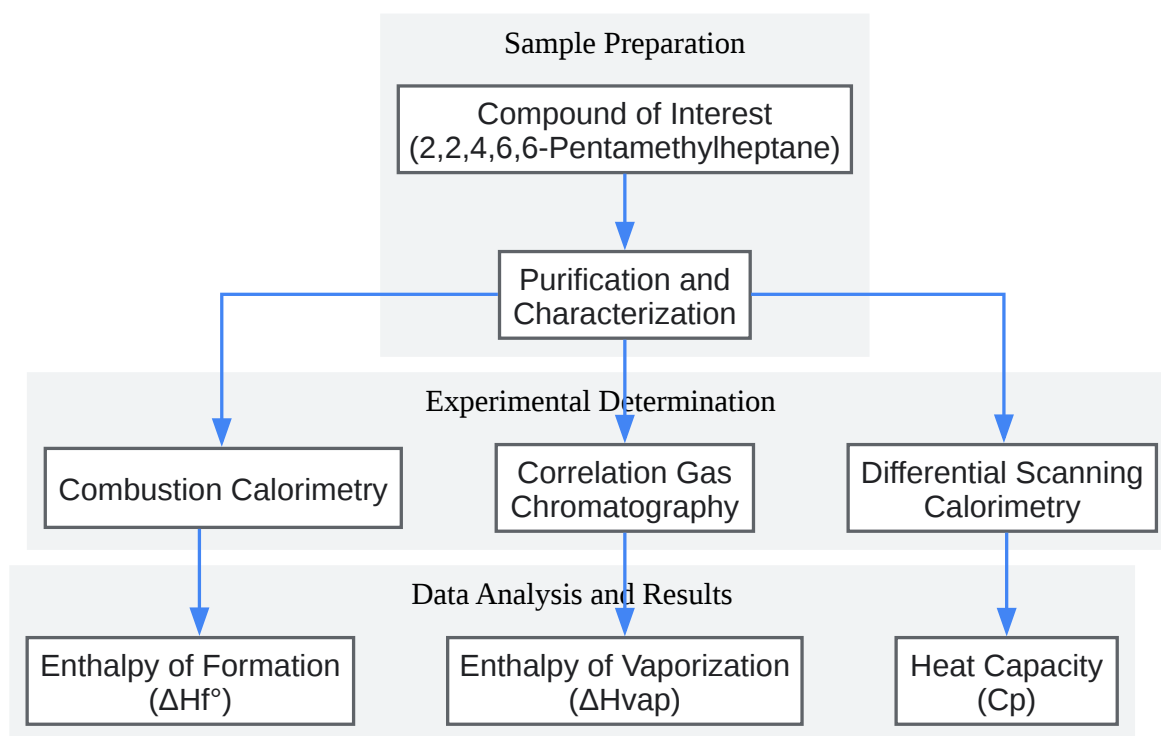 Sample Preparation
Compound of Interest
(2,2,4,6,6-Pentamethylheptane)
Purification and
Characterization
Experimental Determination
Combustion Calorimetry
Correlation Gas
Chromatography
Differential Scanning
Calorimetry
Data Analysis and Results
Enthalpy of Formation
(ΔHf°)
Enthalpy of Vaporization
(ΔHvap)
Heat Capacity
(Cp)